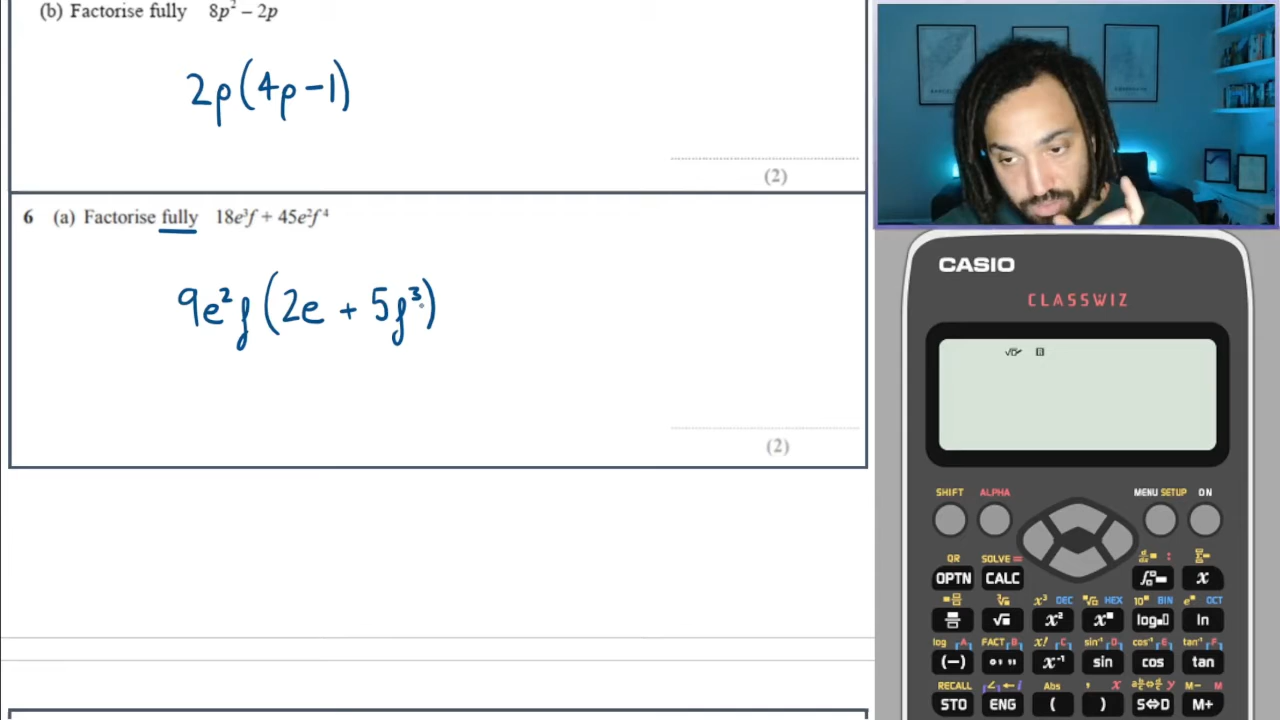 (b) Factorise fully 8p² – 2p
2p(4p – 1)
(2)
6 (a) Factorise fully 18e³f + 45e²f⁴
9e²f(2e + 5f³)
(2)
CASIO
CLASSWIZ
SHIFT ALPHA MENU SETUP ON
QR SOLVE =
OPTN CALC x
x³ DEC HEX 10■ BIN e■ OCT
√■ x² x■ log ln
log A FACT B x! C sin⁻¹ D cos⁻¹ E tan⁻¹ F
(−) ° ’ ” x⁻¹ sin cos tan
RECALL ∠ ← i Abs , x y M– M
STO ENG ( ) S⇔D M+